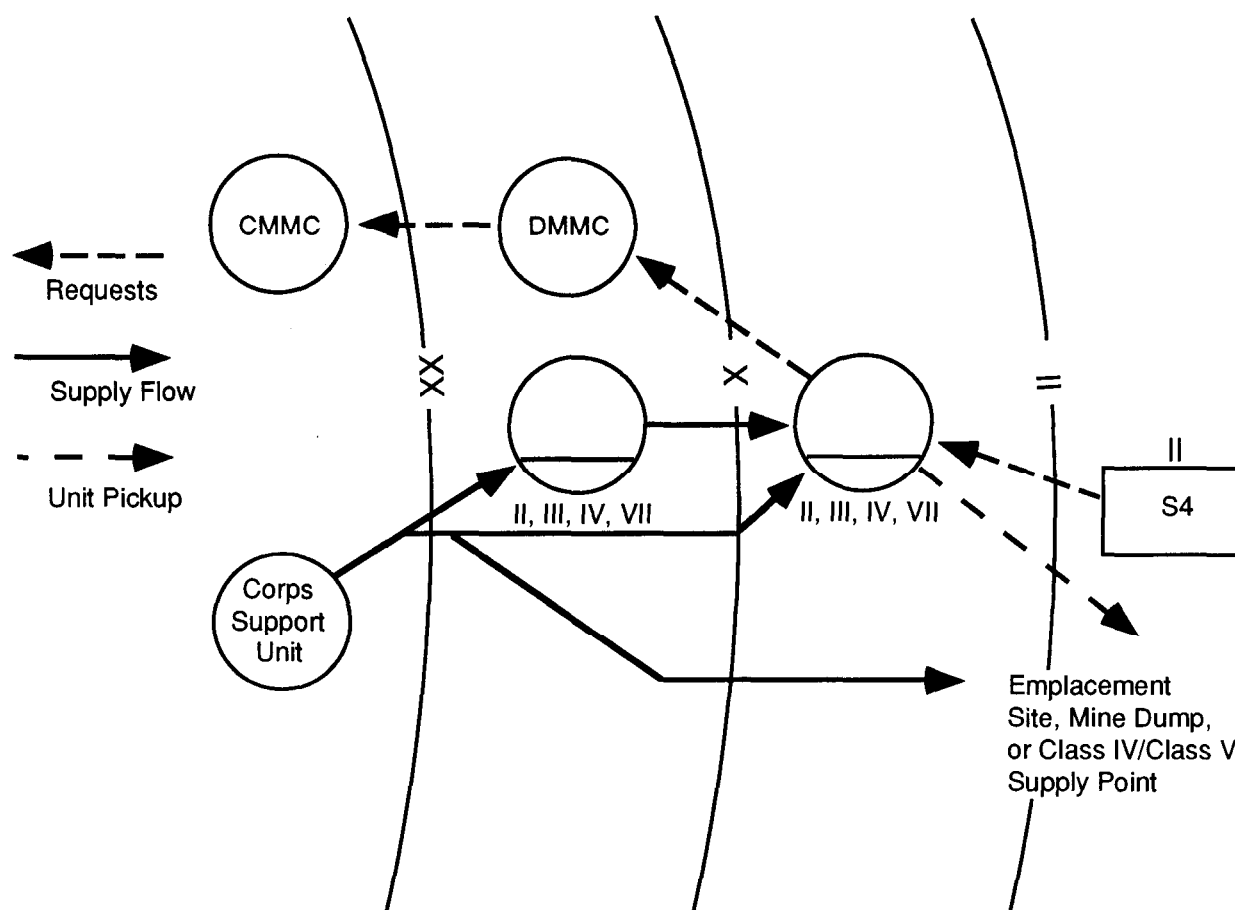 CMMC
DMMC
Requests
Supply Flow
Unit Pickup
XX
X
II
II, III, IV, VII
II, III, IV, VII
II
S4
Corps
Support
Unit
Emplacement
Site, Mine Dump,
or Class IV/Class V
Supply Point